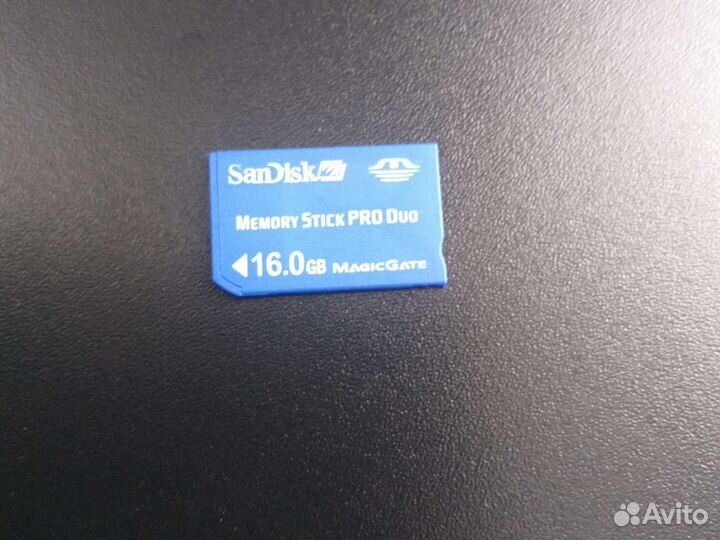 SanDisk
MEMORY STICK PRO DUO
16.0GB MAGICGATE
Avito